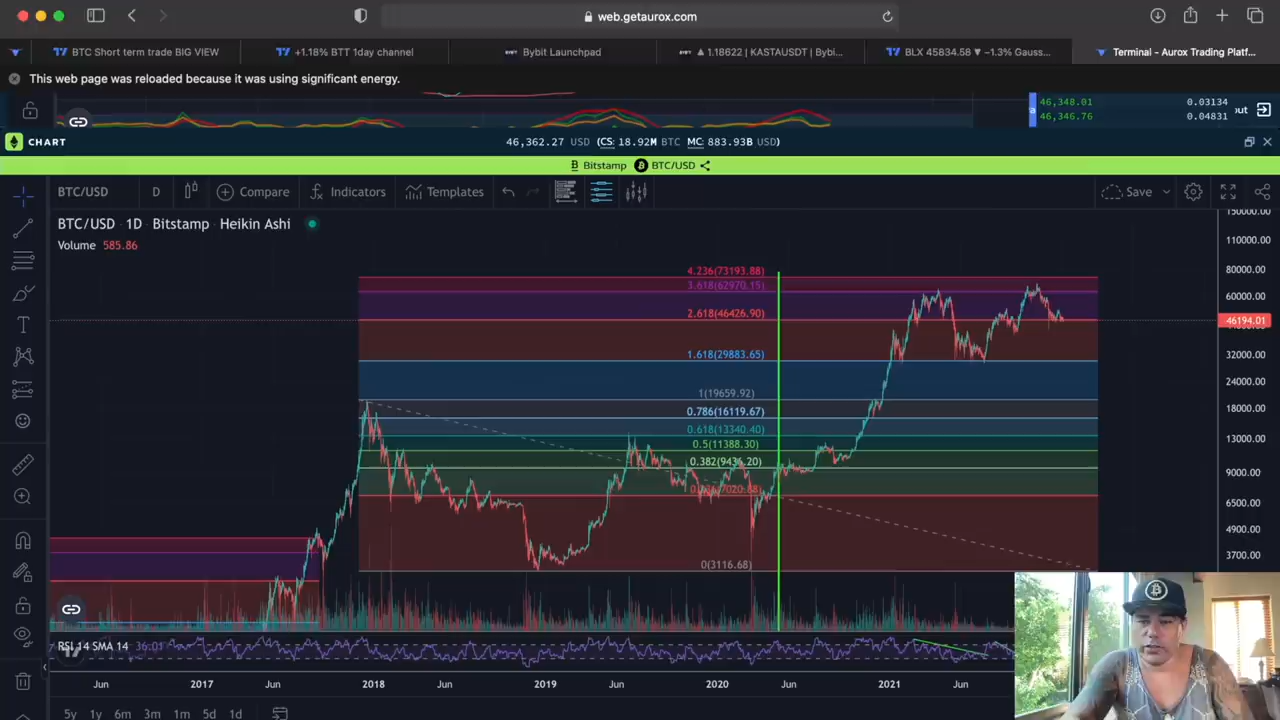 web.getaurox.com
BTC Short term trade BIG VIEW
+1.18% BTT 1day channel
Bybit Launchpad
▲ 1.18622 | KASTAUSDT | Bybi...
BLX 45834.58 ▼ −1.3% Gauss...
Terminal - Aurox Trading Platf...
This web page was reloaded because it was using significant energy.
46,348.01 0.03134
46,346.76 0.04831
out
CHART
46,362.27 USD (CS: 18.92M BTC MC: 883.93B USD)
Bitstamp BTC/USD
BTC/USD D Compare Indicators Templates Save
BTC/USD 1D Bitstamp Heikin Ashi
Volume 585.86
150000.00
110000.00
80000.00
60000.00
46194.01
32000.00
24000.00
18000.00
13000.00
9000.00
6500.00
4900.00
3700.00
4.236(73193.88)
3.618(62970.15)
2.618(46426.90)
1.618(29883.65)
1(19659.92)
0.786(16119.67)
0.618(13340.40)
0.5(11388.30)
0(3116.68)
RSI 14 SMA 14 36.01
Jun 2017 Jun 2018 Jun 2019 Jun 2020 Jun 2021 Jun
5y 1y 6m 3m 1m 5d 1d